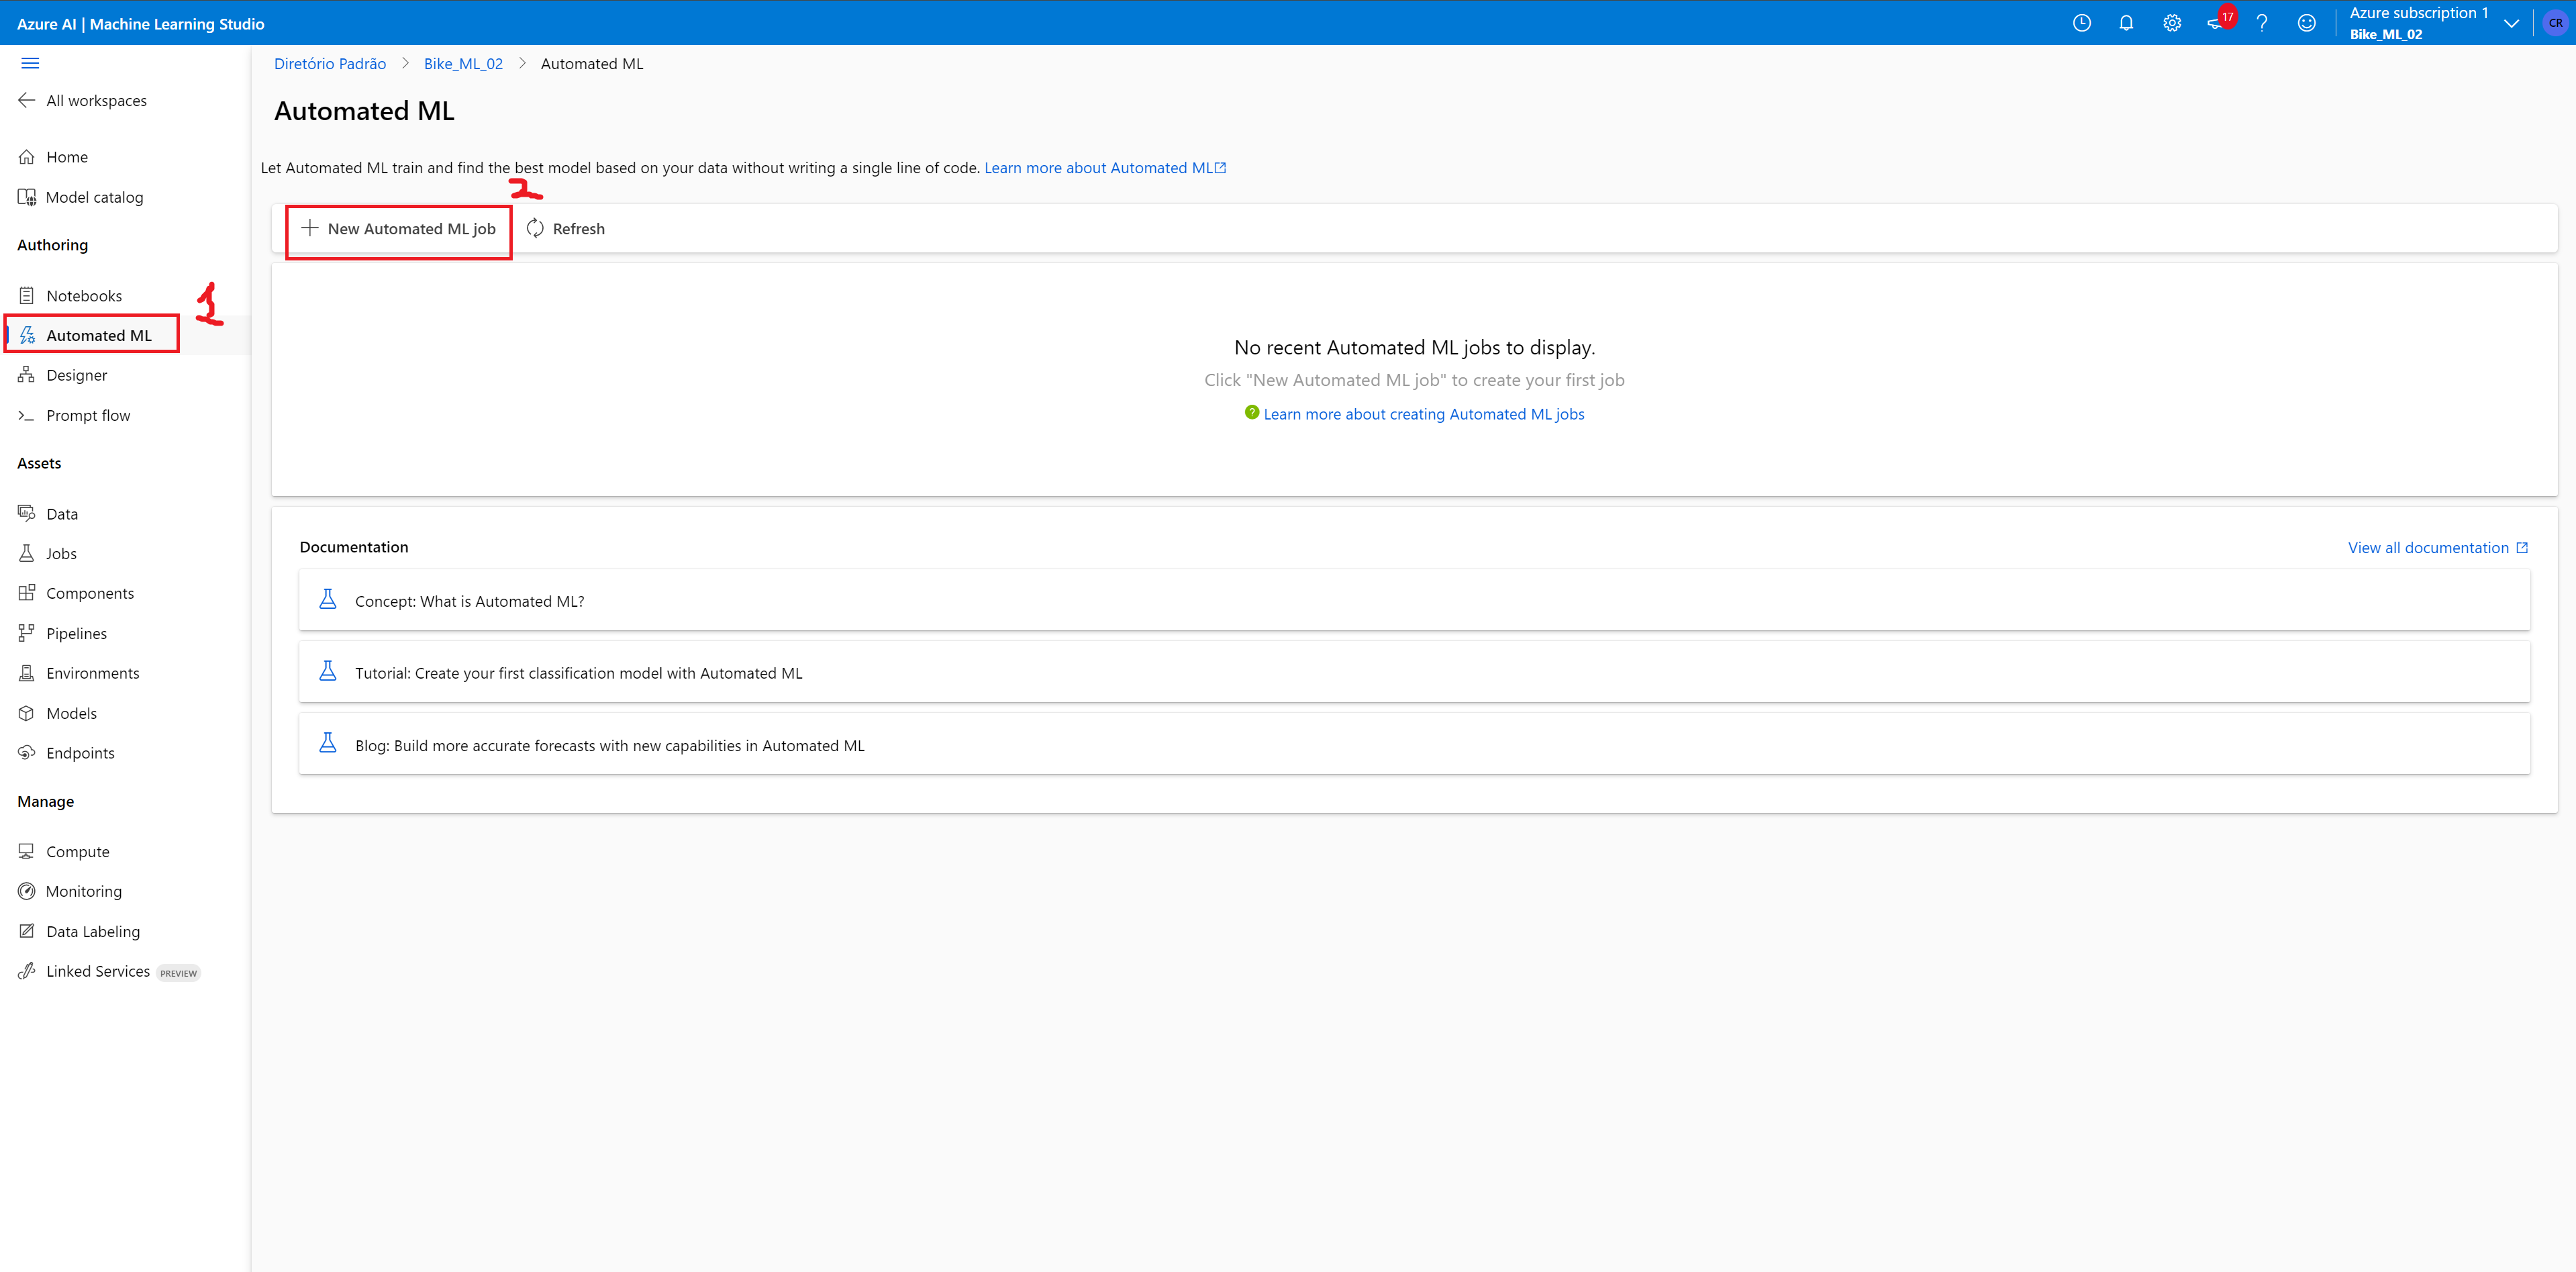 Azure AI | Machine Learning Studio
17
Azure subscription 1
Bike_ML_02
CR
All workspaces
Home
Model catalog
Authoring
Notebooks
1
Automated ML
Designer
Prompt flow
Assets
Data
Jobs
Components
Pipelines
Environments
Models
Endpoints
Manage
Compute
Monitoring
Data Labeling
Linked Services PREVIEW
Diretório Padrão > Bike_ML_02 > Automated ML
Automated ML
Let Automated ML train and find the best model based on your data without writing a single line of code. Learn more about Automated ML
2
New Automated ML job Refresh
No recent Automated ML jobs to display.
Click "New Automated ML job" to create your first job
Learn more about creating Automated ML jobs
Documentation
View all documentation
Concept: What is Automated ML?
Tutorial: Create your first classification model with Automated ML
Blog: Build more accurate forecasts with new capabilities in Automated ML